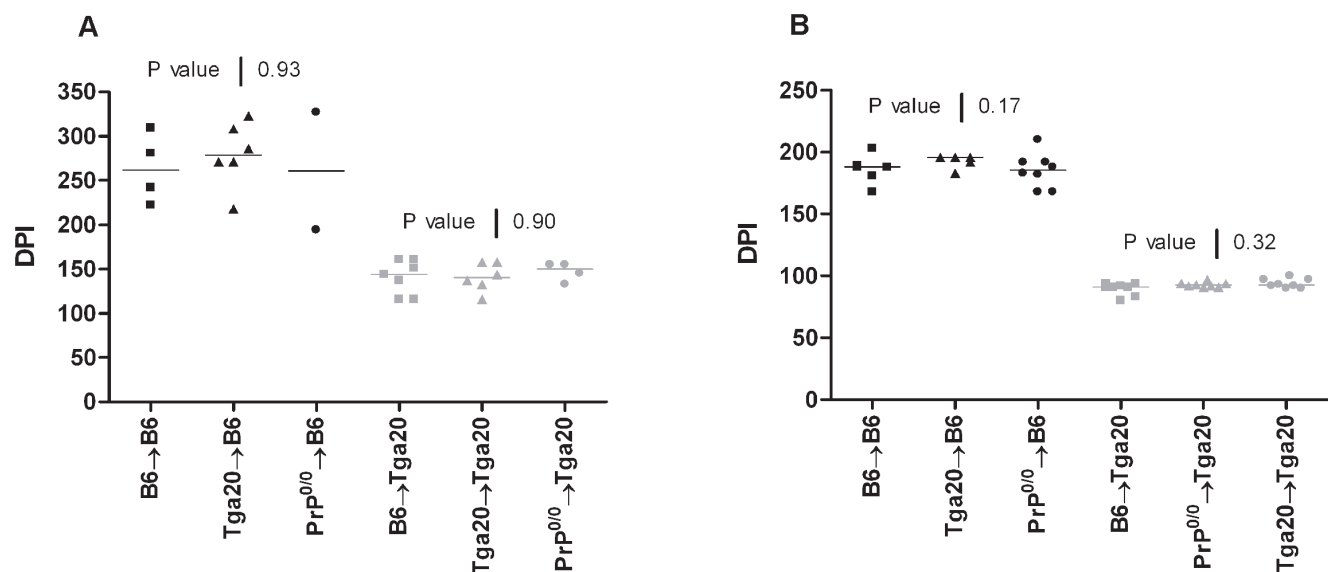 A
P value | 0.93
350
300
250
200
150
100
50
0
DPI
P value | 0.90
B6→B6
Tga20→B6
PrP0/0→B6
B6→Tga20
Tga20→Tga20
PrP0/0→Tga20
B
250
200
150
100
50
0
DPI
P value | 0.17
P value | 0.32
B6→B6
Tga20→B6
PrP0/0→B6
B6→Tga20
PrP0/0→Tga20
Tga20→Tga20